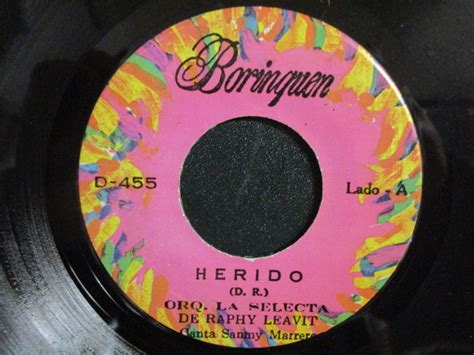 Borinquen
D-455
Lado - A
HERIDO
(D. R.)
ORQ. LA SELECTA
DE RAPHY LEAVIT
Canta Sammy Marrero